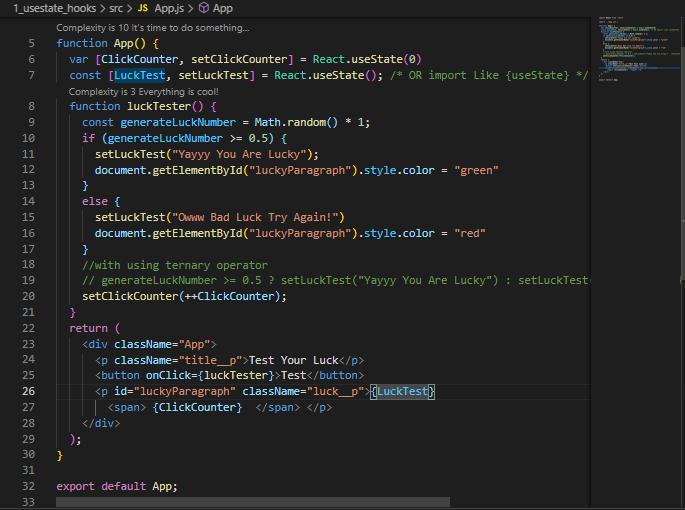 1_usestate_hooks > src > JS App.js > App
Complexity is 10 It's time to do something...
5 function App() {
6 var [ClickCounter, setClickCounter] = React.useState(0)
7 const [LuckTest, setLuckTest] = React.useState(); /* OR import Like {useState} */
Complexity is 3 Everything is cool!
8 function luckTester() {
9 const generateLuckNumber = Math.random() * 1;
10 if (generateLuckNumber >= 0.5) {
11 setLuckTest("Yayyy You Are Lucky");
12 document.getElementById("luckyParagraph").style.color = "green"
13 }
14 else {
15 setLuckTest("Owww Bad Luck Try Again!")
16 document.getElementById("luckyParagraph").style.color = "red"
17 }
18 //with using ternary operator
19 // generateLuckNumber >= 0.5 ? setLuckTest("Yayyy You Are Lucky") : setLuckTest
20 setClickCounter(++ClickCounter);
21 }
22 return (
23 <div className="App">
24 <p className="title__p">Test Your Luck</p>
25 <button onClick={luckTester}>Test</button>
26 <p id="luckyParagraph" className="luck__p">{LuckTest}
27 <span> {ClickCounter}  </span> </p>
28 </div>
29 );
30 }
31
32 export default App;
33